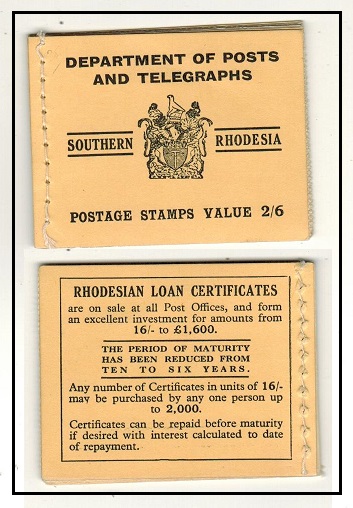 DEPARTMENT OF POSTS
AND TELEGRAPHS
SOUTHERN RHODESIA
POSTAGE STAMPS VALUE 2/6
RHODESIAN LOAN CERTIFICATES
are on sale at all Post Offices, and form
an excellent investment for amounts from
16/- to £1,600.
THE PERIOD OF MATURITY
HAS BEEN REDUCED FROM
TEN TO SIX YEARS.
Any number of Certificates in units of 16/-
may be purchased by any one person up
to 2,000.
Certificates can be repaid before maturity
if desired with interest calculated to date
of repayment.